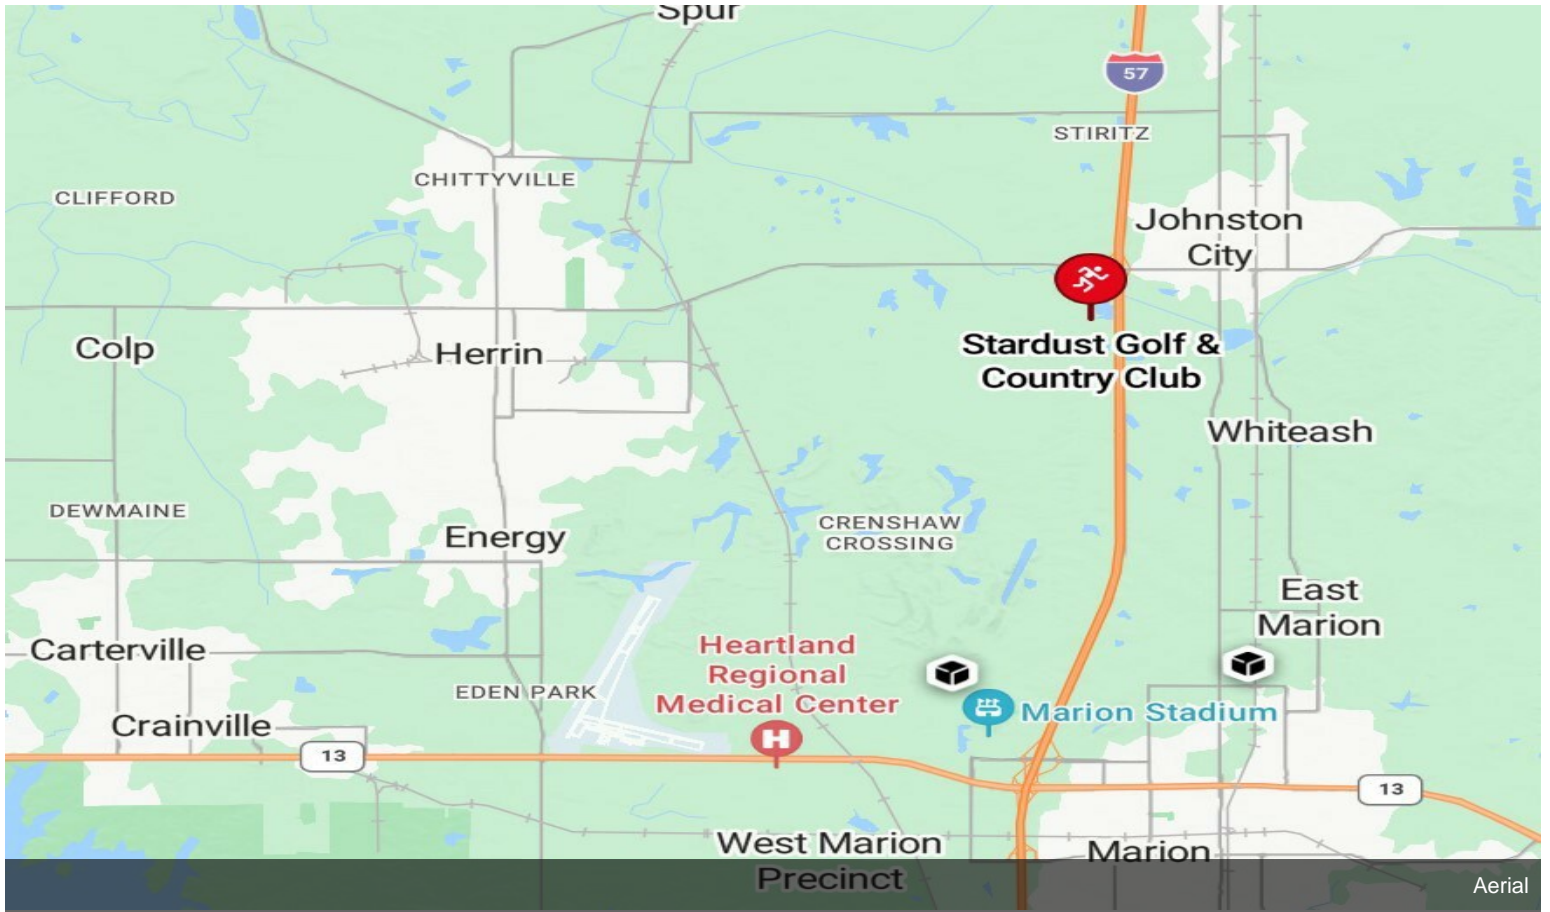 Spur
57
STIRITZ
CHITTYVILLE
CLIFFORD
Johnston
City
Stardust Golf &
Country Club
Colp
Herrin
Whiteash
DEWMAINE
CRENSHAW
CROSSING
Energy
East
Marion
Carterville
Heartland
Regional
Medical Center
EDEN PARK
Marion Stadium
Crainville
H
13
13
West Marion
Precinct
Marion
Aerial